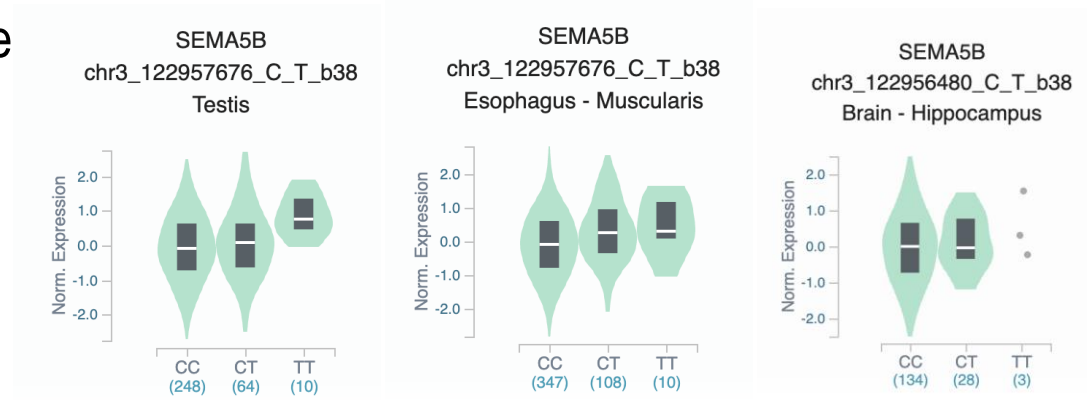 e
SEMA5B
chr3_122957676_C_T_b38
Testis
Norm. Expression
2.0
1.0
0.0
-1.0
-2.0
CC
CT
TT
(248)
(64)
(10)
SEMA5B
chr3_122957676_C_T_b38
Esophagus - Muscularis
Norm. Expression
2.0
1.0
0.0
-1.0
-2.0
CC
CT
TT
(347)
(108)
(10)
SEMA5B
chr3_122956480_C_T_b38
Brain - Hippocampus
Norm. Expression
2.0
1.0
0.0
-1.0
-2.0
CC
CT
TT
(134)
(28)
(3)